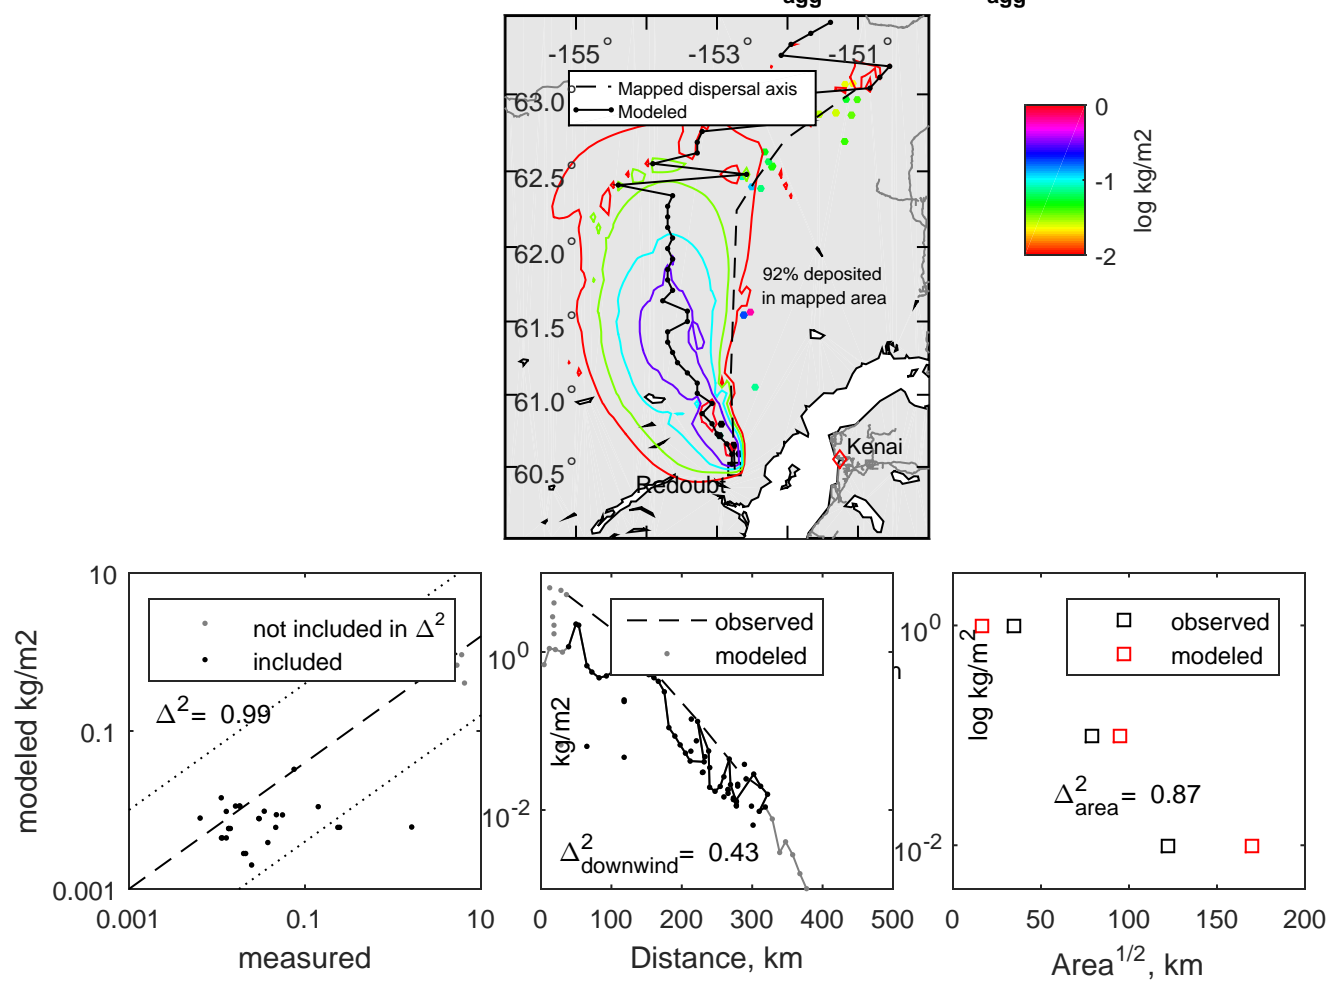 agg agg
-155° -153° -151°
Mapped dispersal axis
Modeled
63.0°
62.5°
62.0°
61.5°
61.0°
60.5°
92% deposited
in mapped area
Kenai
Redoubt
0
-1
-2
log kg/m2
10
0.1
0.001
modeled kg/m2
not included in Δ²
included
Δ²= 0.99
0.001 0.1 10
measured
10⁰
10⁻²
kg/m2
observed
modeled
Δ²downwind= 0.43
0 100 200 300 400 500
Distance, km
10⁰
10⁻²
log kg/m²
observed
modeled
Δ²area= 0.87
0 50 100 150 200
Area^1/2, km